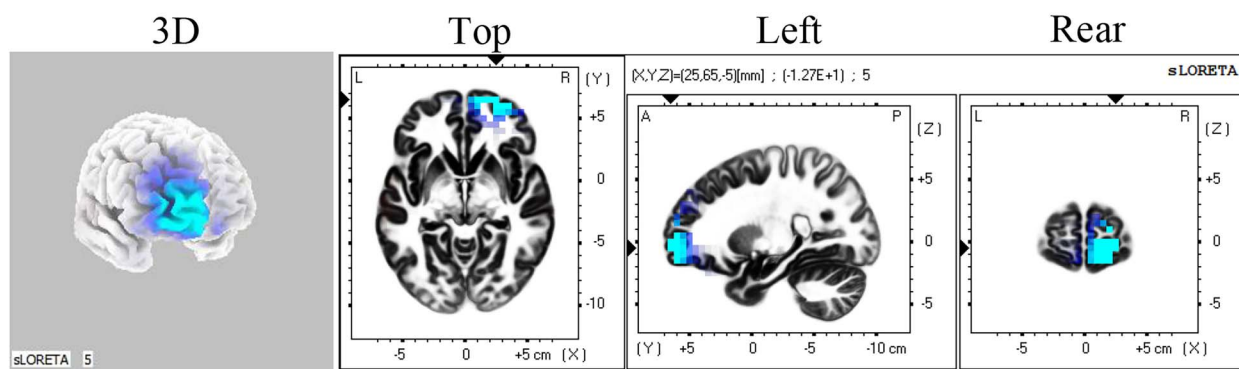 3D
Top
Left
Rear
(X,Y,Z)=(25,65,-5)[mm] ; (-1.27E+1) ; 5
sLORETA
L
R
(Y)
+5
0
-5
-10
-5
0
+5 cm
(X)
A
P
(Z)
+5
0
-5
(Y)
+5
0
-5
-10 cm
L
R
(Z)
+5
0
-5
-5
0
+5 cm
(X)
sLORETA 5